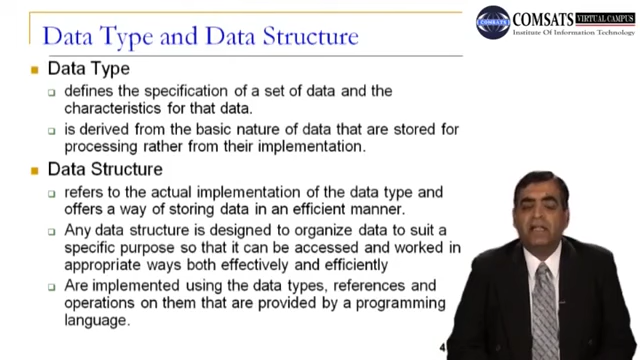 Data Type and Data Structure
COMSATS VIRTUAL CAMPUS
Institute Of Information Technology
Data Type
defines the specification of a set of data and the
characteristics for that data.
is derived from the basic nature of data that are stored for
processing rather from their implementation.
Data Structure
refers to the actual implementation of the data type and
offers a way of storing data in an efficient manner.
Any data structure is designed to organize data to suit a
specific purpose so that it can be accessed and worked in
appropriate ways both effectively and efficiently
Are implemented using the data types, references and
operations on them that are provided by a programming
language.
4